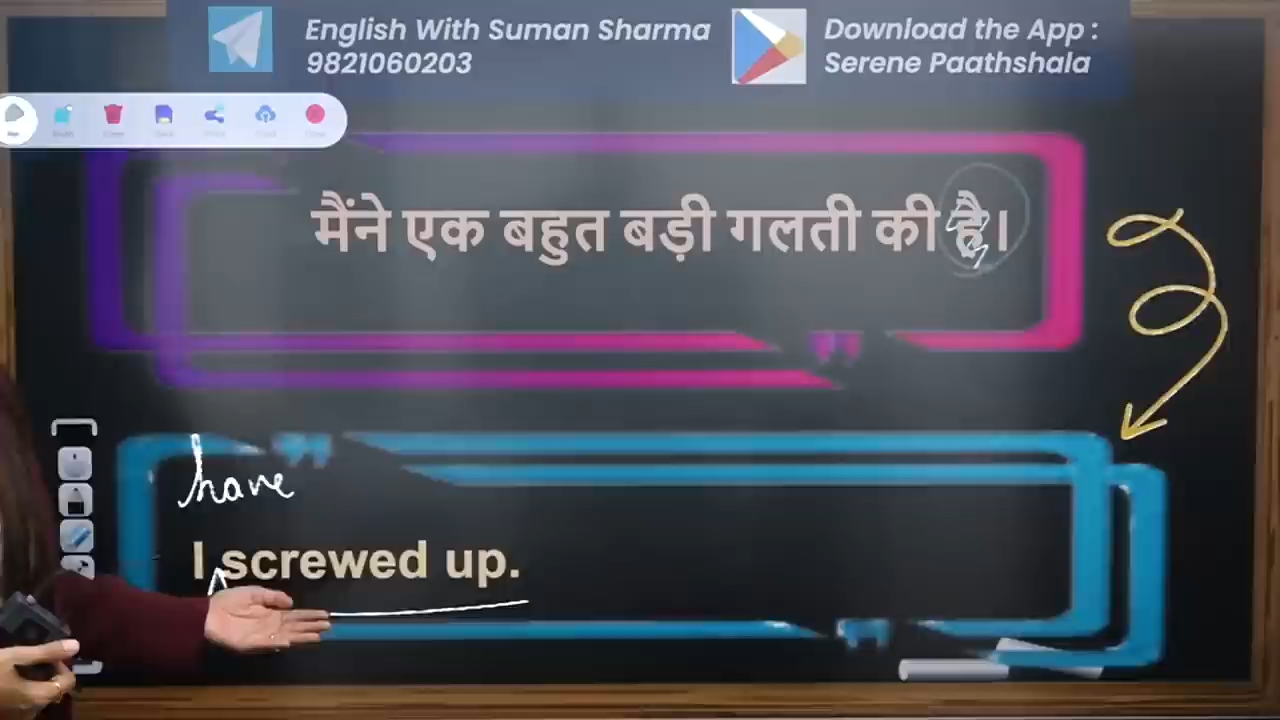 English With Suman Sharma
9821060203
Download the App :
Serene Paathshala
मैंने एक बहुत बड़ी गलती की है।
have
I screwed up.